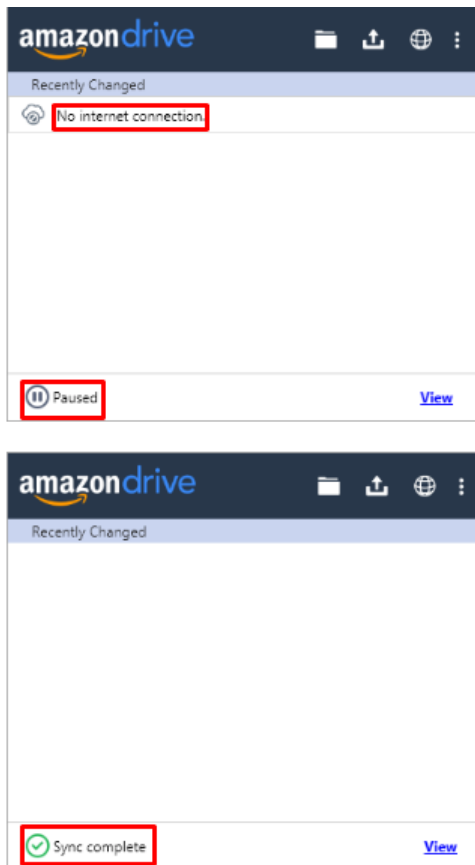 amazon drive
Recently Changed
No internet connection.
Paused
View
amazon drive
Recently Changed
Sync complete
View